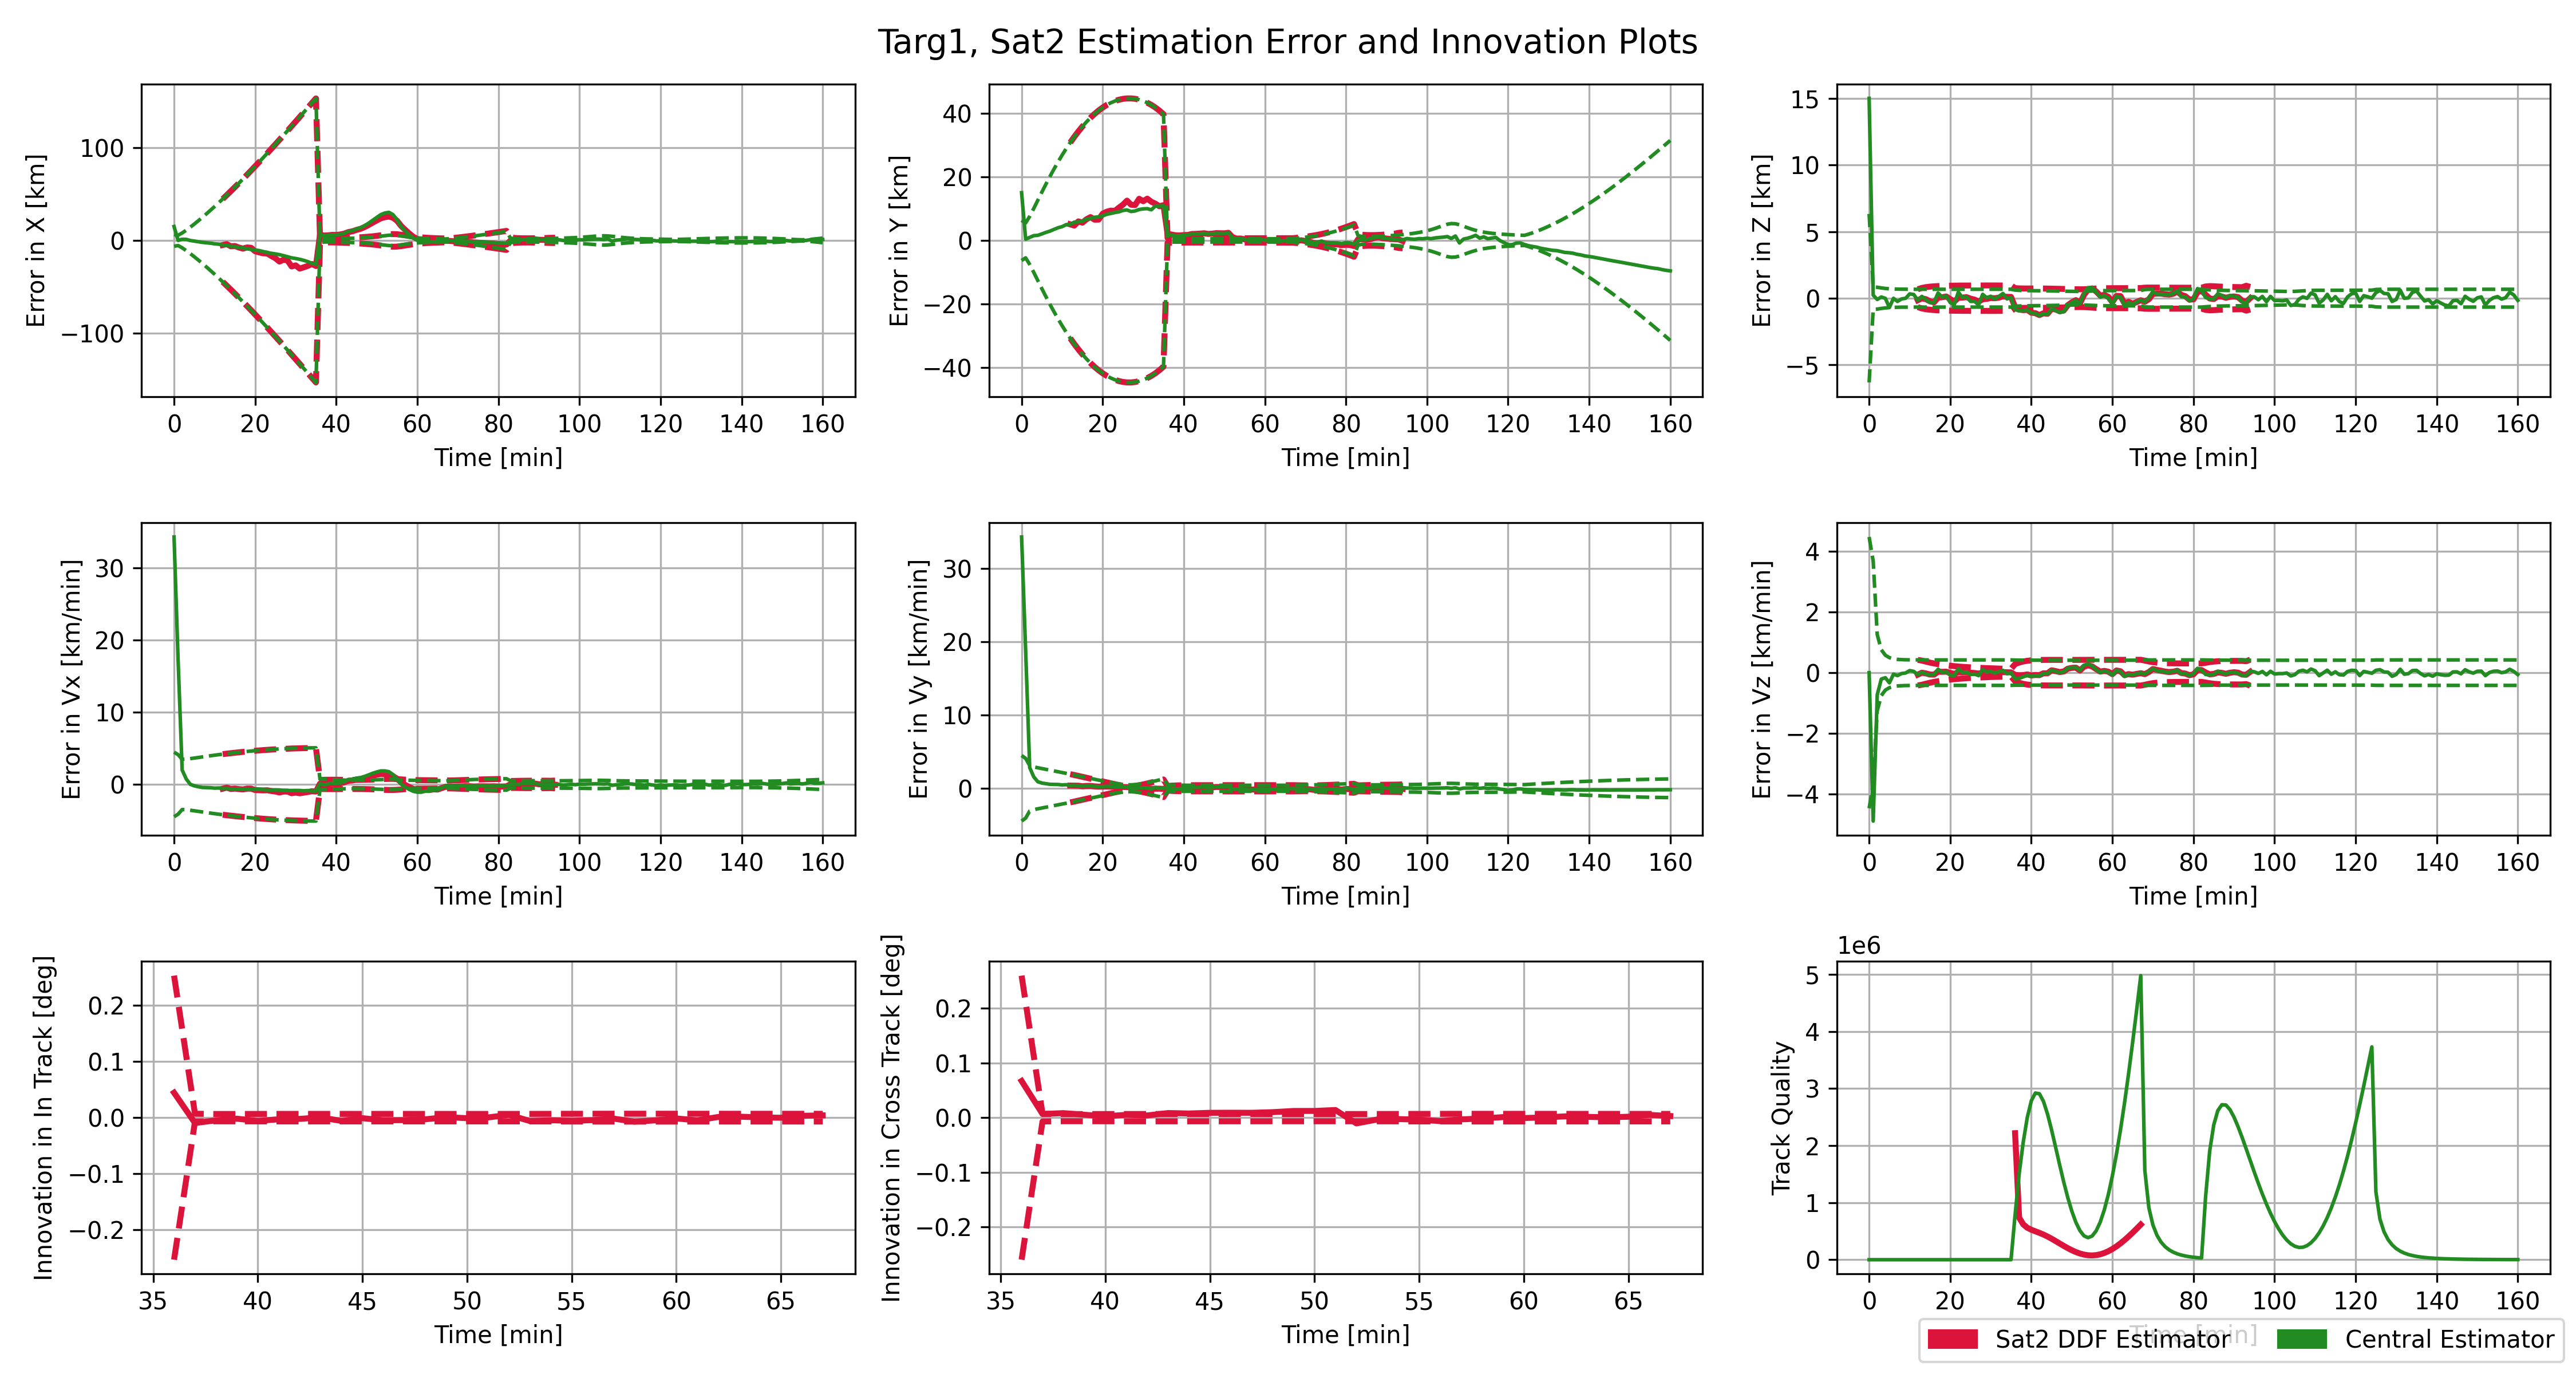 Targ1, Sat2 Estimation Error and Innovation Plots
Error in X [km]
100
0
−100
0 20 40 60 80 100 120 140 160
Time [min]
Error in Y [km]
40
20
0
−20
−40
0 20 40 60 80 100 120 140 160
Time [min]
Error in Z [km]
15
10
5
0
−5
0 20 40 60 80 100 120 140 160
Time [min]
Error in Vx [km/min]
30
20
10
0
0 20 40 60 80 100 120 140 160
Time [min]
Error in Vy [km/min]
30
20
10
0
0 20 40 60 80 100 120 140 160
Time [min]
Error in Vz [km/min]
4
2
0
−2
−4
0 20 40 60 80 100 120 140 160
Time [min]
Innovation in In Track [deg]
0.2
0.1
0.0
−0.1
−0.2
35 40 45 50 55 60 65
Time [min]
Innovation in Cross Track [deg]
0.2
0.1
0.0
−0.1
−0.2
35 40 45 50 55 60 65
Time [min]
1e6
Track Quality
5
4
3
2
1
0
0 20 40 60 80 100 120 140 160
Time [min]
Sat2 DDF Estimator
Central Estimator